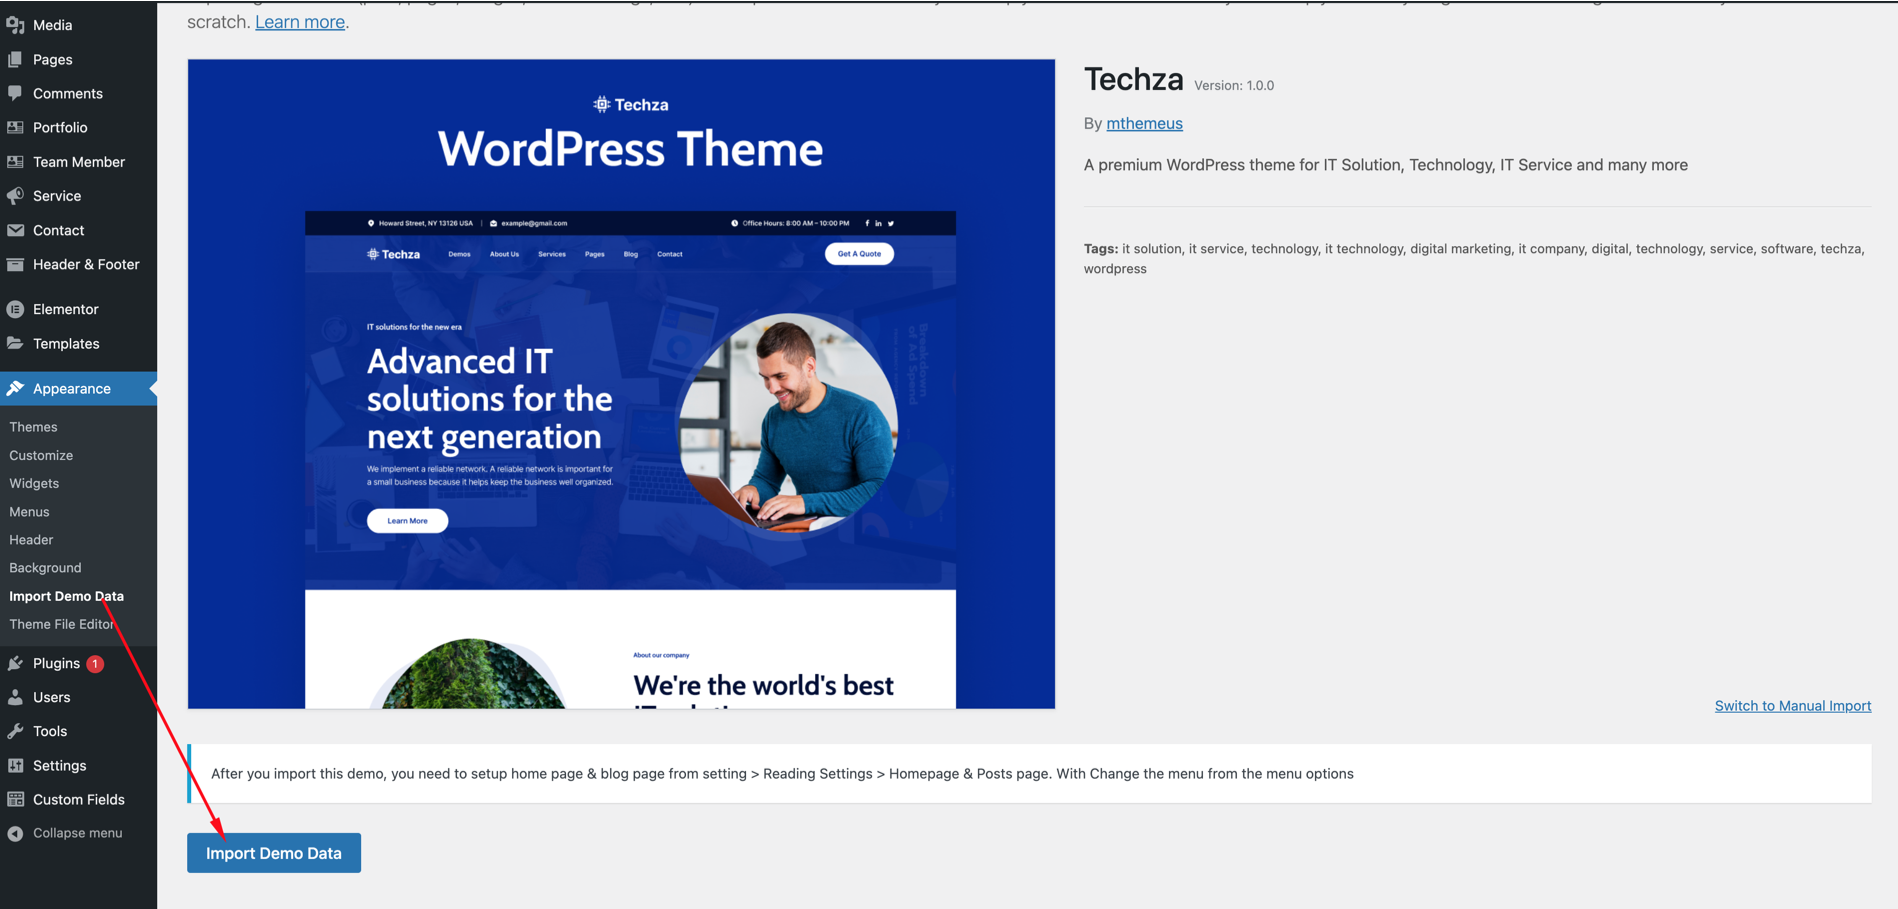 scratch. Learn more.
Media
Pages
Comments
Portfolio
Team Member
Service
Contact
Header & Footer
Elementor
Templates
Appearance
Themes
Customize
Widgets
Menus
Header
Background
Import Demo Data
Theme File Editor
Plugins 1
Users
Tools
Settings
Custom Fields
Collapse menu
Techza
WordPress Theme
Howard Street, NY 13126 USA | example@gmail.com Office Hours: 8:00 AM – 10:00 PM
Techza Demos About Us Services Pages Blog Contact Get A Quote
IT solutions for the new era
Advanced IT
solutions for the
next generation
We implement a reliable network. A reliable network is important for
a small business because it helps keep the business well organized.
Learn More
Breakdown
of Ad Spend
About our company
We're the world's best
Techza Version: 1.0.0
By mthemeus
A premium WordPress theme for IT Solution, Technology, IT Service and many more
Tags: it solution, it service, technology, it technology, digital marketing, it company, digital, technology, service, software, techza,
wordpress
Switch to Manual Import
After you import this demo, you need to setup home page & blog page from setting > Reading Settings > Homepage & Posts page. With Change the menu from the menu options
Import Demo Data